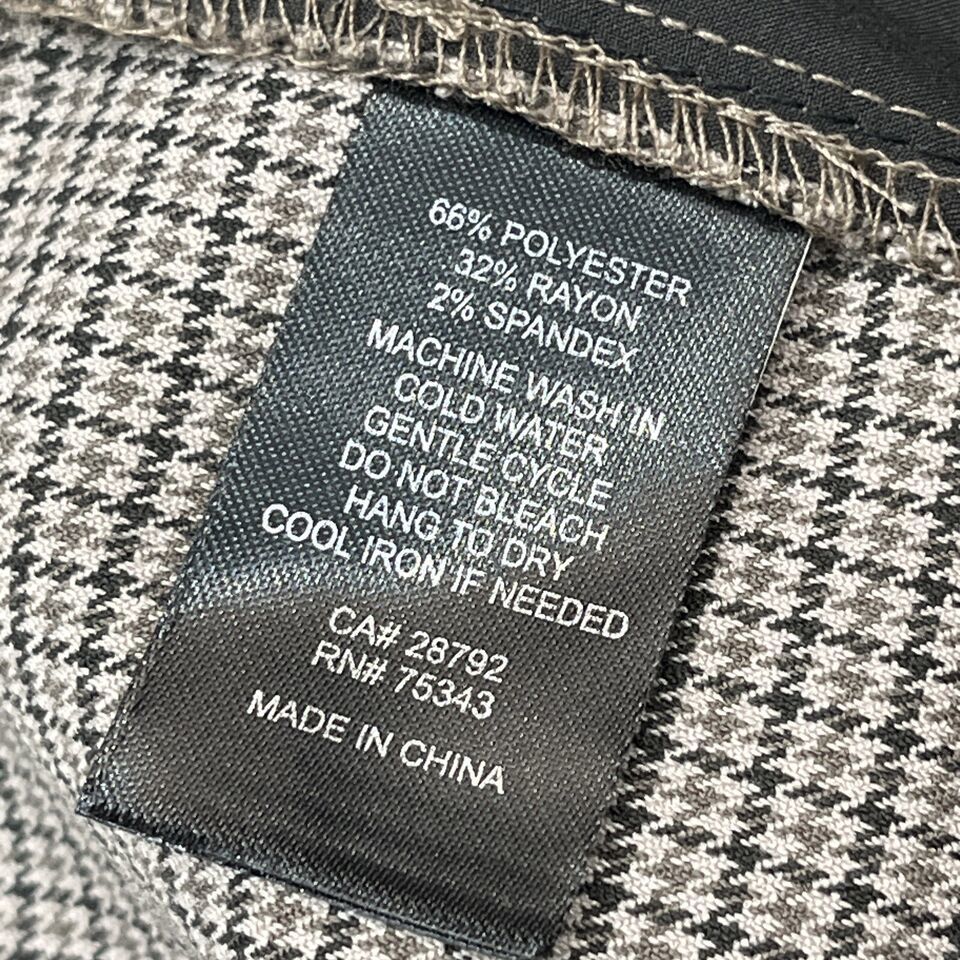 66% POLYESTER
32% RAYON
2% SPANDEX
MACHINE WASH IN
COLD WATER
GENTLE CYCLE
DO NOT BLEACH
HANG TO DRY
COOL IRON IF NEEDED
CA# 28792
RN# 75343
MADE IN CHINA